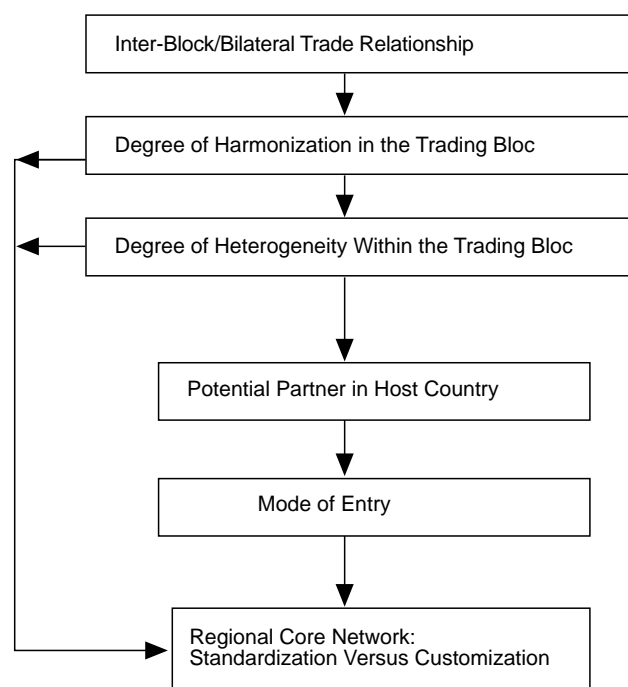 Inter-Block/Bilateral Trade Relationship
Degree of Harmonization in the Trading Bloc
Degree of Heterogeneity Within the Trading Bloc
Potential Partner in Host Country
Mode of Entry
Regional Core Network:
Standardization Versus Customization